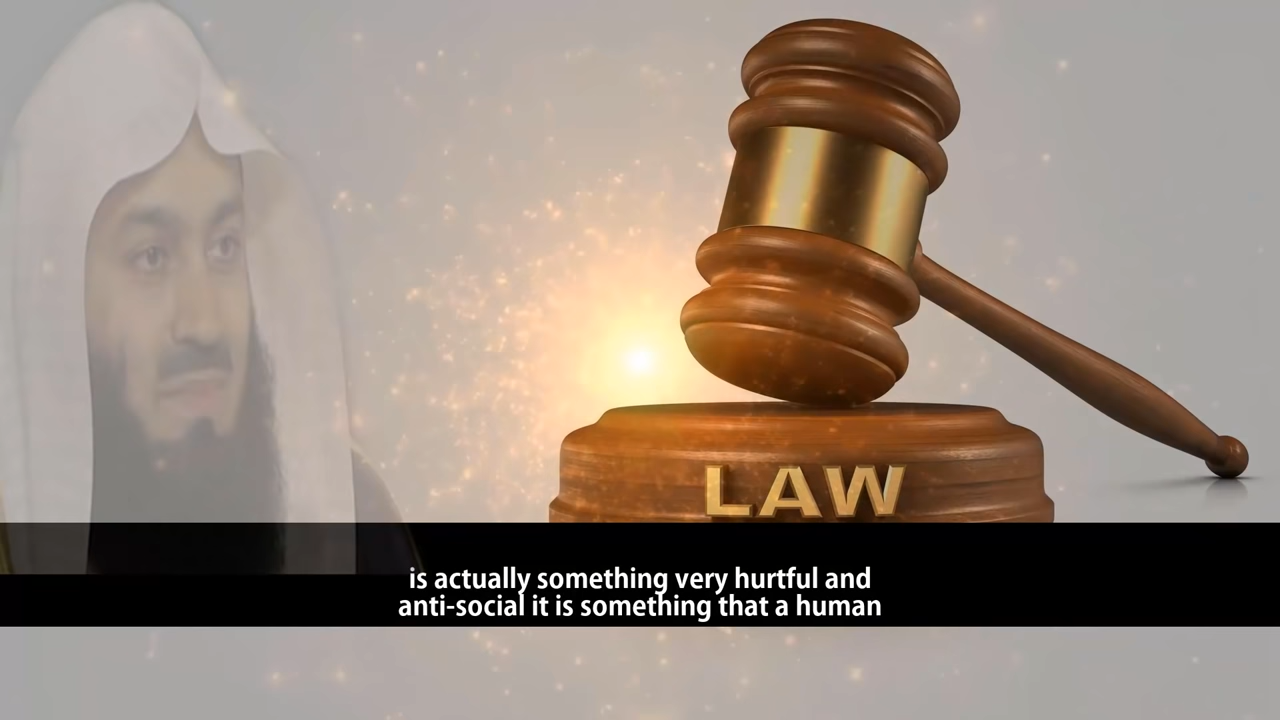 LAW
is actually something very hurtful and
anti-social it is something that a human